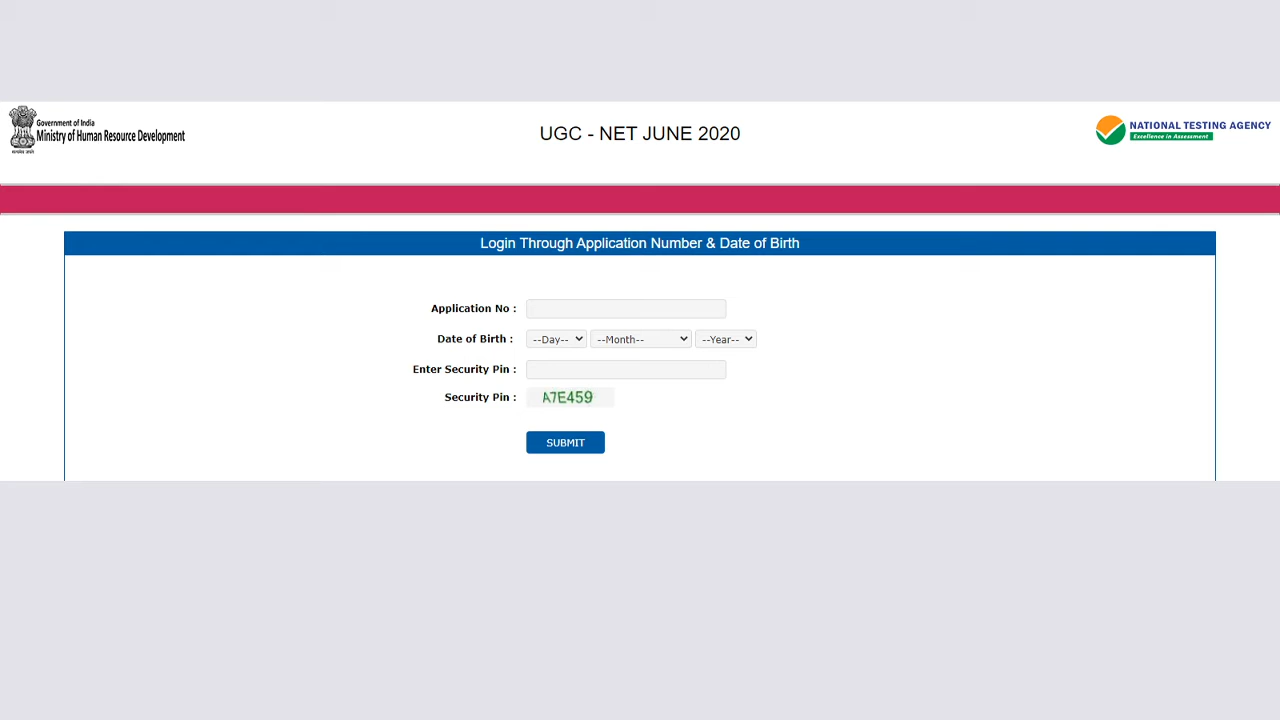 Government of India
Ministry of Human Resource Development
UGC - NET JUNE 2020
NATIONAL TESTING AGENCY
Excellence in Assessment
Login Through Application Number & Date of Birth
Application No :
Date of Birth : --Day-- --Month-- --Year--
Enter Security Pin :
Security Pin : A7E459
SUBMIT